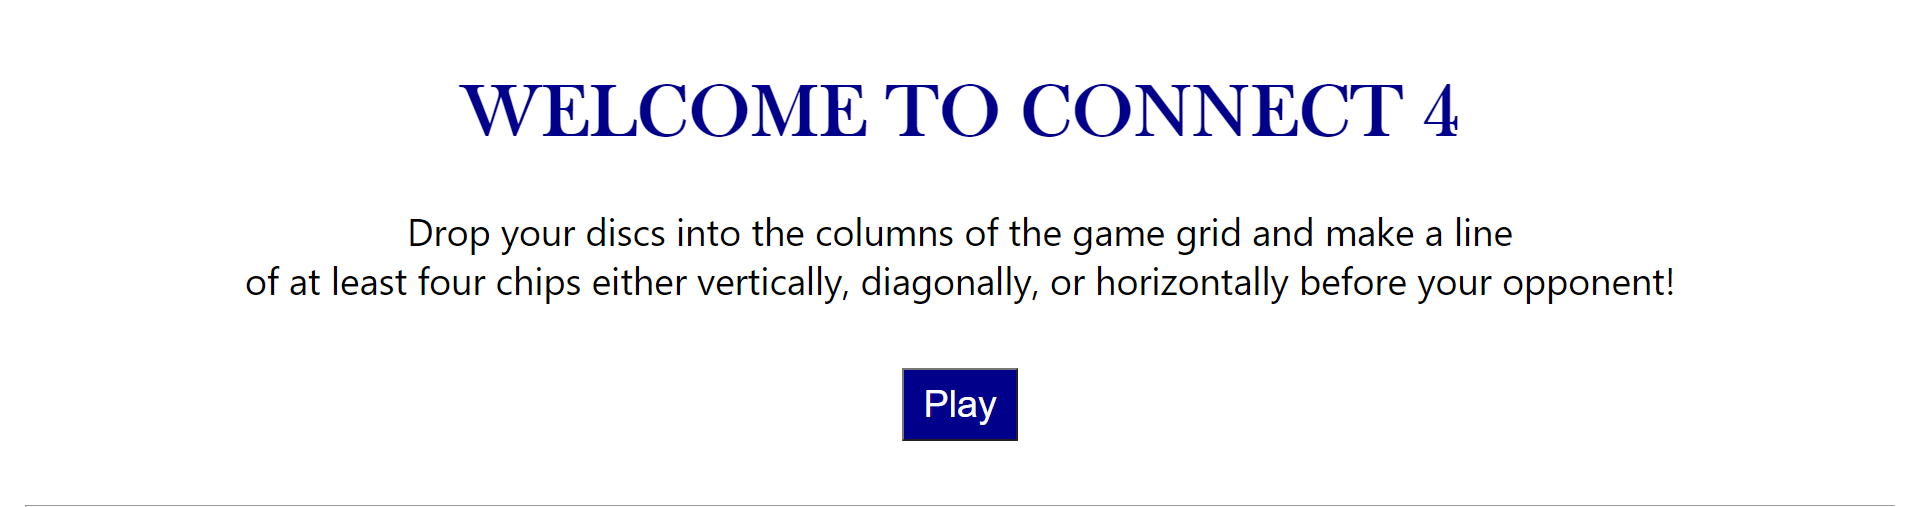 WELCOME TO CONNECT 4
Drop your discs into the columns of the game grid and make a line
of at least four chips either vertically, diagonally, or horizontally before your opponent!
Play